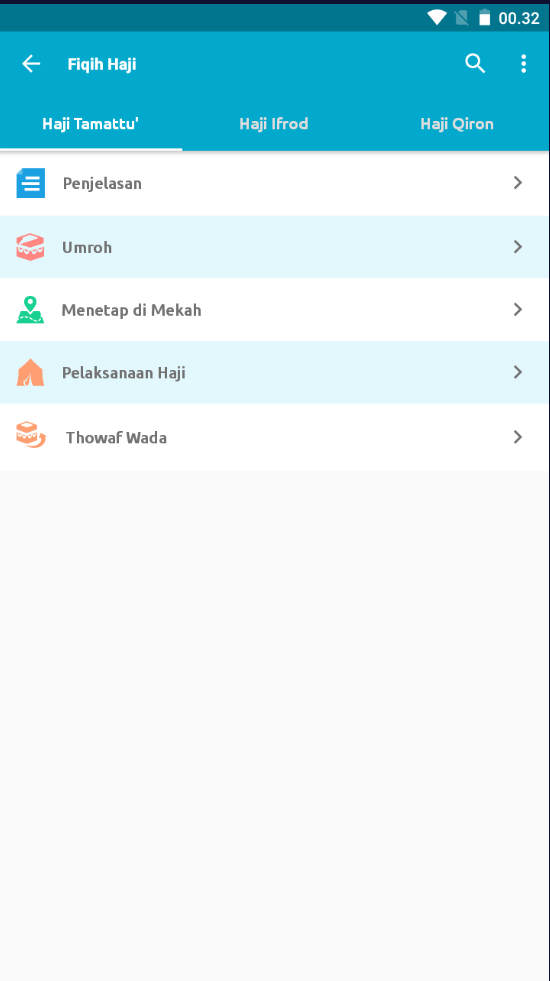 00.32
Fiqih Haji
Haji Tamattu'
Haji Ifrod
Haji Qiron
Penjelasan
Umroh
Menetap di Mekah
Pelaksanaan Haji
Thowaf Wada